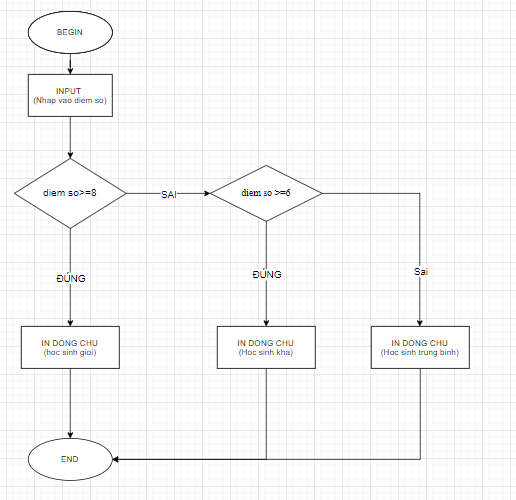 BEGIN
INPUT
(Nhap vao diem so)
diem so>=8
SAI
diem so >=6
ĐÚNG
ĐÚNG
Sai
IN DONG CHU
(hoc sinh gioi)
IN DONG CHU
(Hoc sinh kha)
IN DONG CHU
(Hoc sinh trung binh)
END